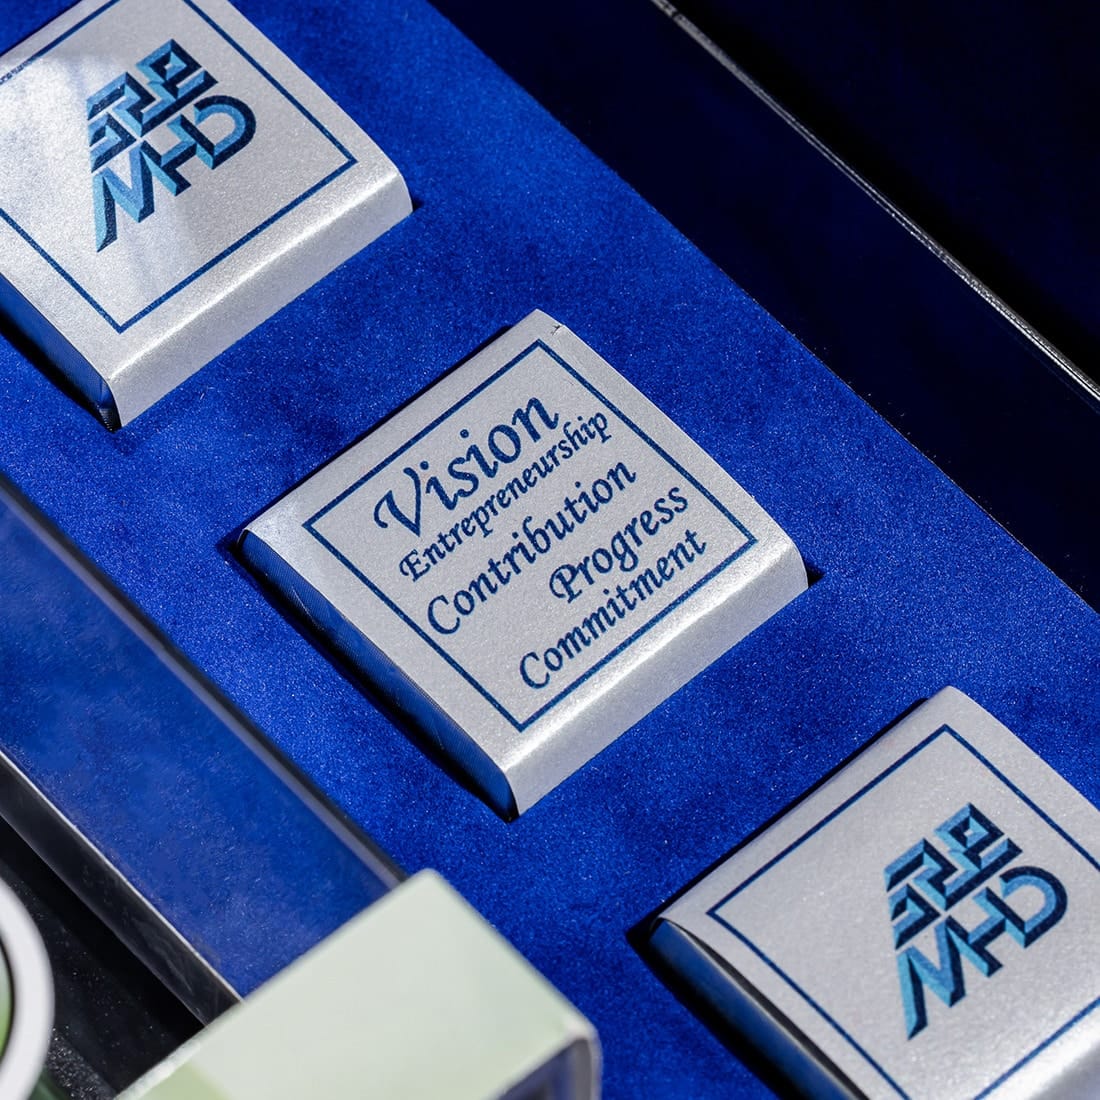 MHD
Vision
Entrepreneurship
Contribution
Progress
Commitment
MHD